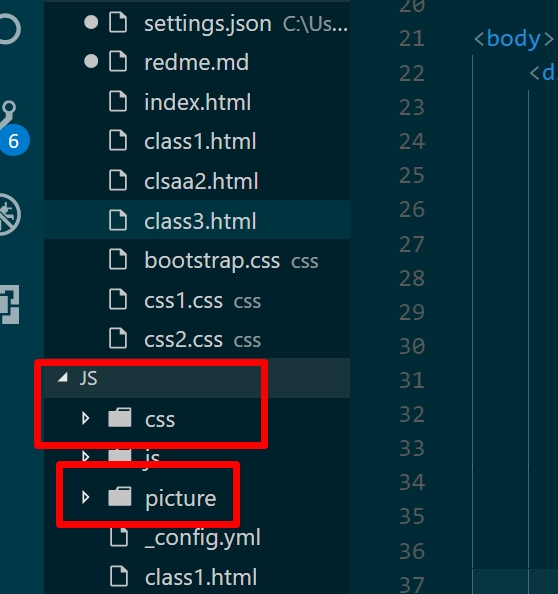 settings.json C:\Us...
redme.md
index.html
class1.html
clsaa2.html
class3.html
bootstrap.css css
css1.css css
css2.css css
JS
css
js
picture
_config.yml
class1.html
6
20
21 <body>
22 <d
23
24
25
26
27
28
29
30
31
32
33
34
35
36
37